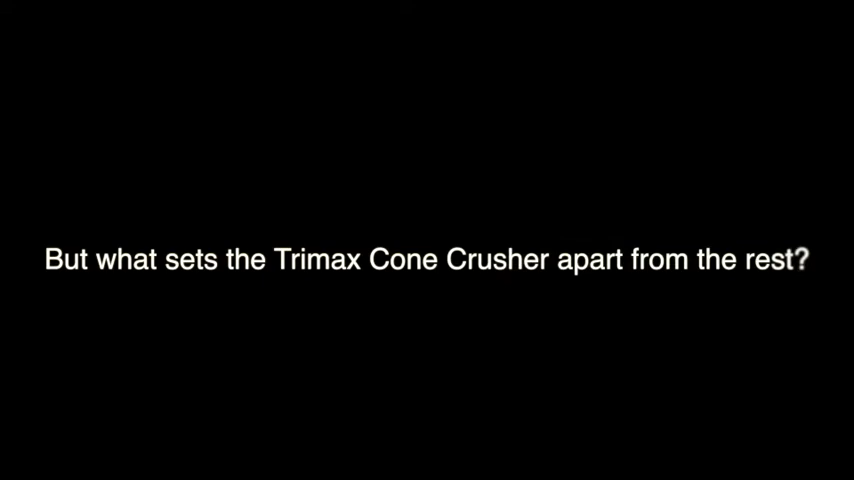 But what sets the Trimax Cone Crusher apart from the rest?